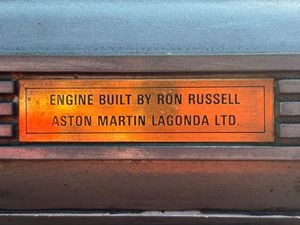 ENGINE BUILT BY RON RUSSELL
ASTON MARTIN LAGONDA LTD.